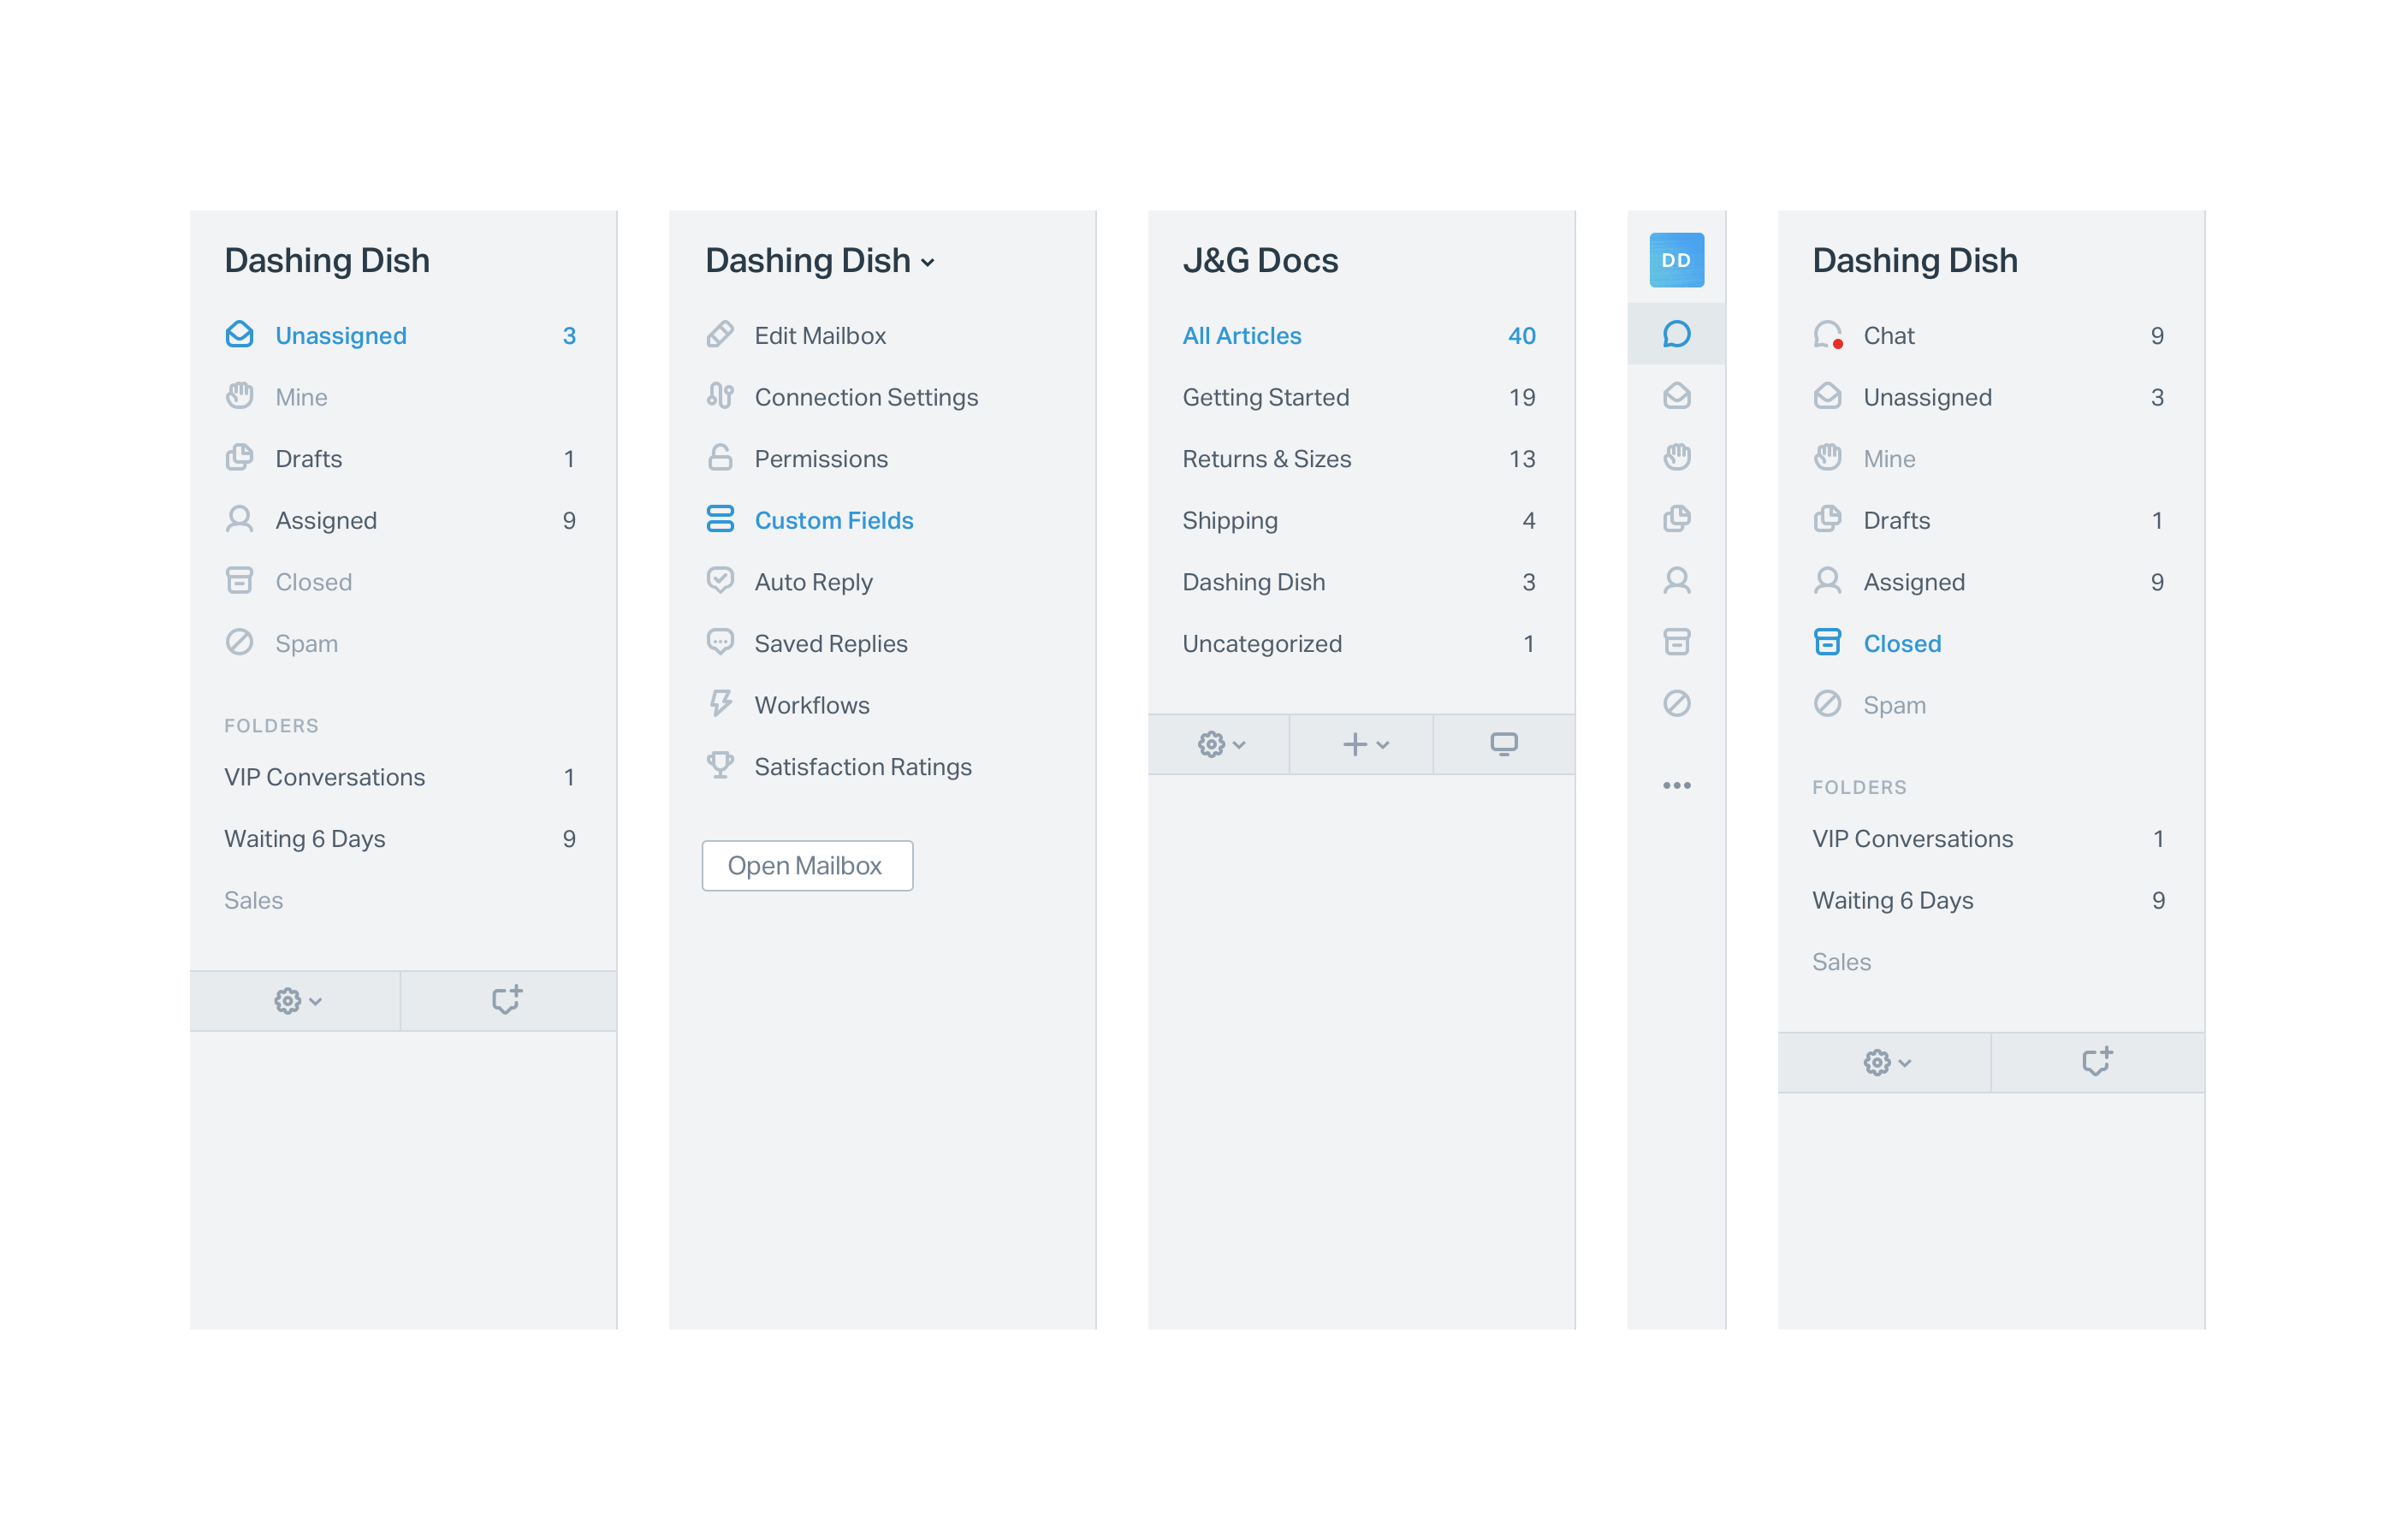 Dashing Dish
Unassigned 3
Mine
Drafts 1
Assigned 9
Closed
Spam
FOLDERS
VIP Conversations 1
Waiting 6 Days 9
Sales
Dashing Dish
Edit Mailbox
Connection Settings
Permissions
Custom Fields
Auto Reply
Saved Replies
Workflows
Satisfaction Ratings
Open Mailbox
J&G Docs
All Articles 40
Getting Started 19
Returns & Sizes 13
Shipping 4
Dashing Dish 3
Uncategorized 1
DD
Dashing Dish
Chat 9
Unassigned 3
Mine
Drafts 1
Assigned 9
Closed
Spam
FOLDERS
VIP Conversations 1
Waiting 6 Days 9
Sales